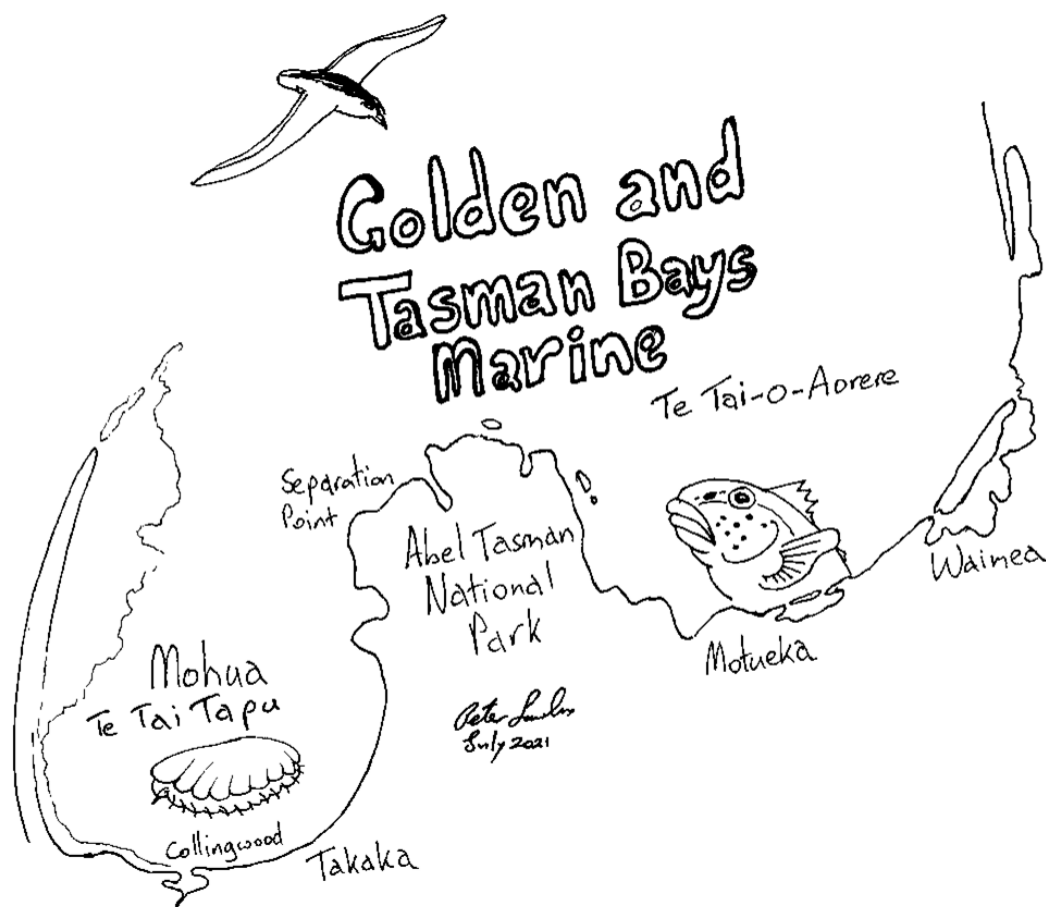 Golden and
Tasman Bays
Marine
Te Tai-o-Aorere
Separation
Point
Abel Tasman
National
Park
Waimea
Motueka
Mohua
Te Tai Tapu
Peter
July 2021
Collingwood
Takaka